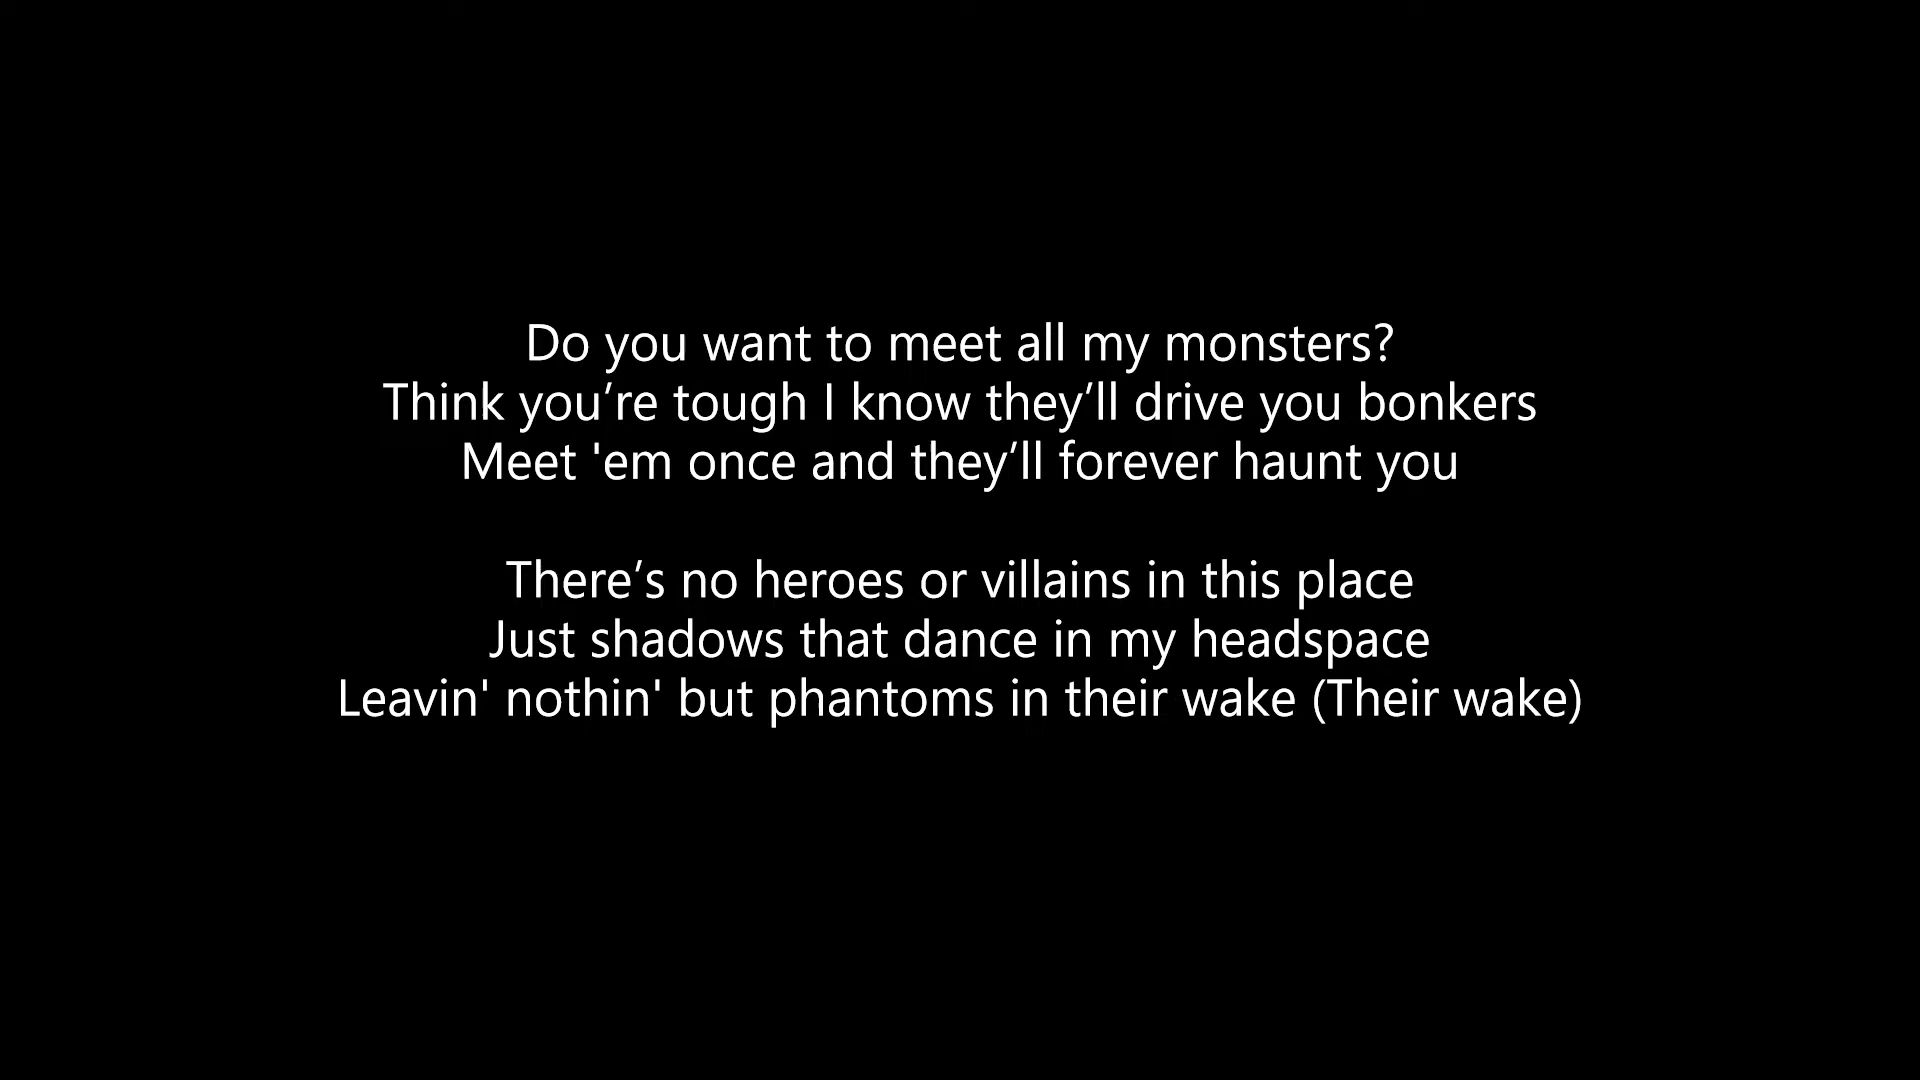 Do you want to meet all my monsters?
Think you’re tough I know they’ll drive you bonkers
Meet 'em once and they’ll forever haunt you
There’s no heroes or villains in this place
Just shadows that dance in my headspace
Leavin' nothin' but phantoms in their wake (Their wake)